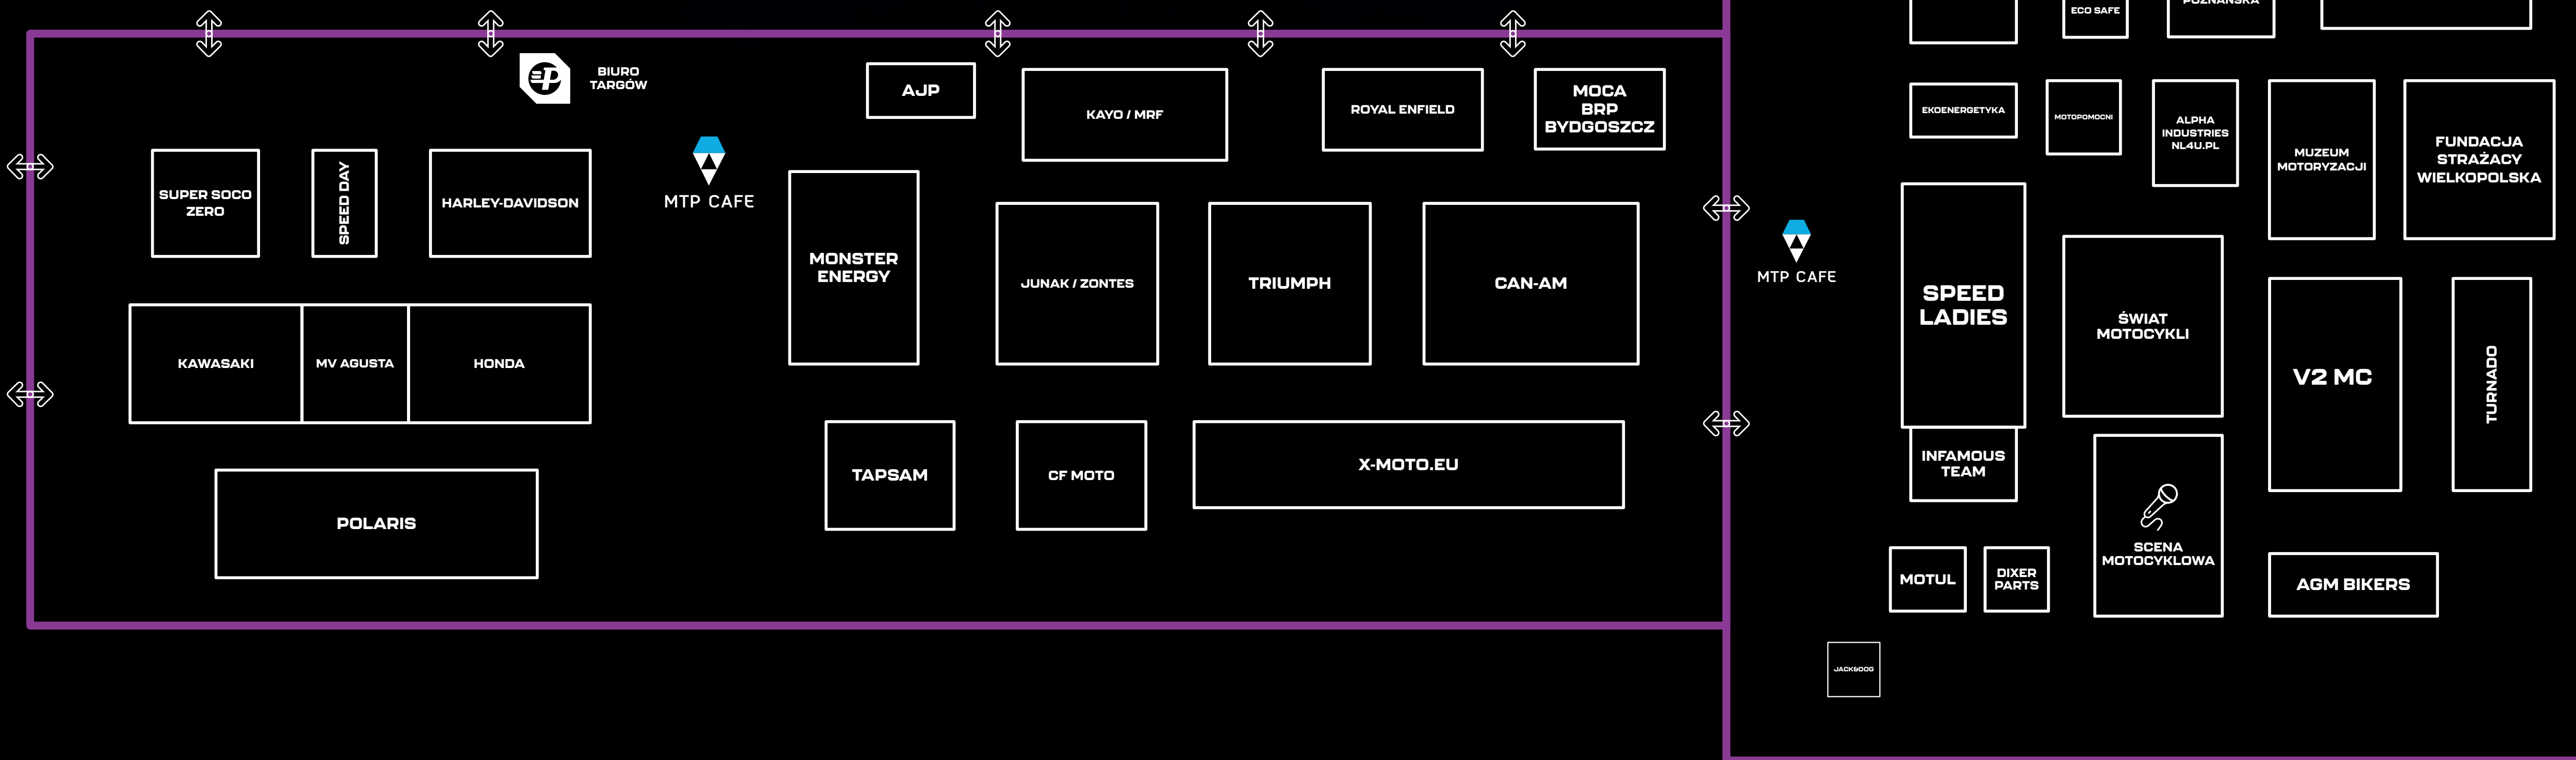 ECO SAFE
POZNAŃSKA
BIURO
TARGÓW
AJP
KAYO / MRF
ROYAL ENFIELD
MOCA
BRP
BYDGOSZCZ
EKOENERGETYKA
MOTOPOMOCNI
ALPHA
INDUSTRIES
NL4U.PL
MUZEUM
MOTORYZACJI
FUNDACJA
STRAŻACY
WIELKOPOLSKA
SUPER SOCO
ZERO
SPEED DAY
HARLEY-DAVIDSON
MTP CAFE
MONSTER
ENERGY
JUNAK / ZONTES
TRIUMPH
CAN-AM
MTP CAFE
SPEED
LADIES
ŚWIAT
MOTOCYKLI
V2 MC
TURNADO
KAWASAKI
MV AGUSTA
HONDA
TAPSAM
CF MOTO
X-MOTO.EU
INFAMOUS
TEAM
POLARIS
SCENA
MOTOCYKLOWA
MOTUL
DIXER
PARTS
AGM BIKERS
JACK&DOG